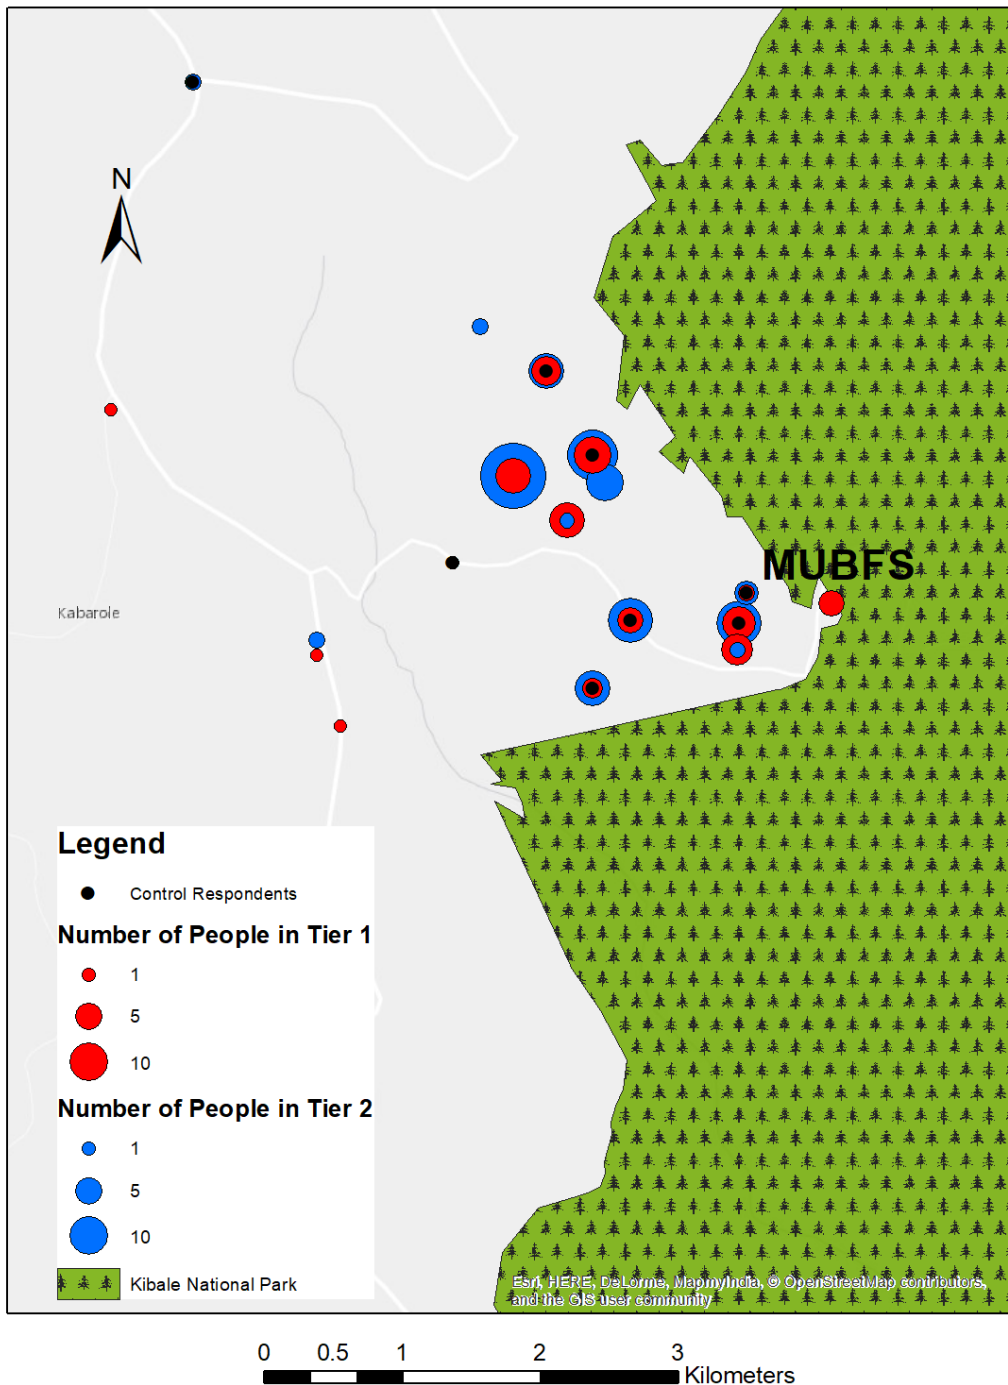 N
MUBFS
Kabarole
Legend
Control Respondents
Number of People in Tier 1
1
5
10
Number of People in Tier 2
1
5
10
Kibale National Park
Esri, HERE, DeLorme, MapmyIndia, © OpenStreetMap contributors,
and the GIS user community
0 0.5 1 2 3
Kilometers